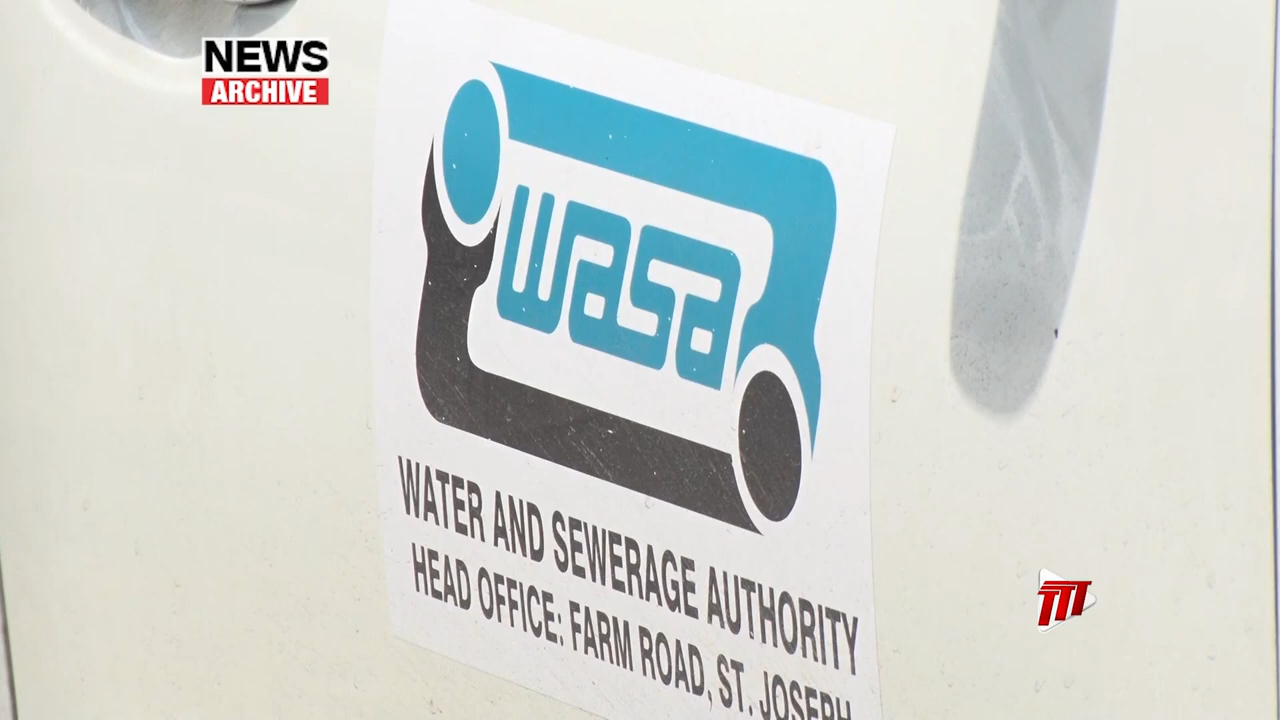 NEWS
ARCHIVE
wasa
WATER AND SEWERAGE AUTHORITY
HEAD OFFICE: FARM ROAD, ST. JOSEPH
TTT